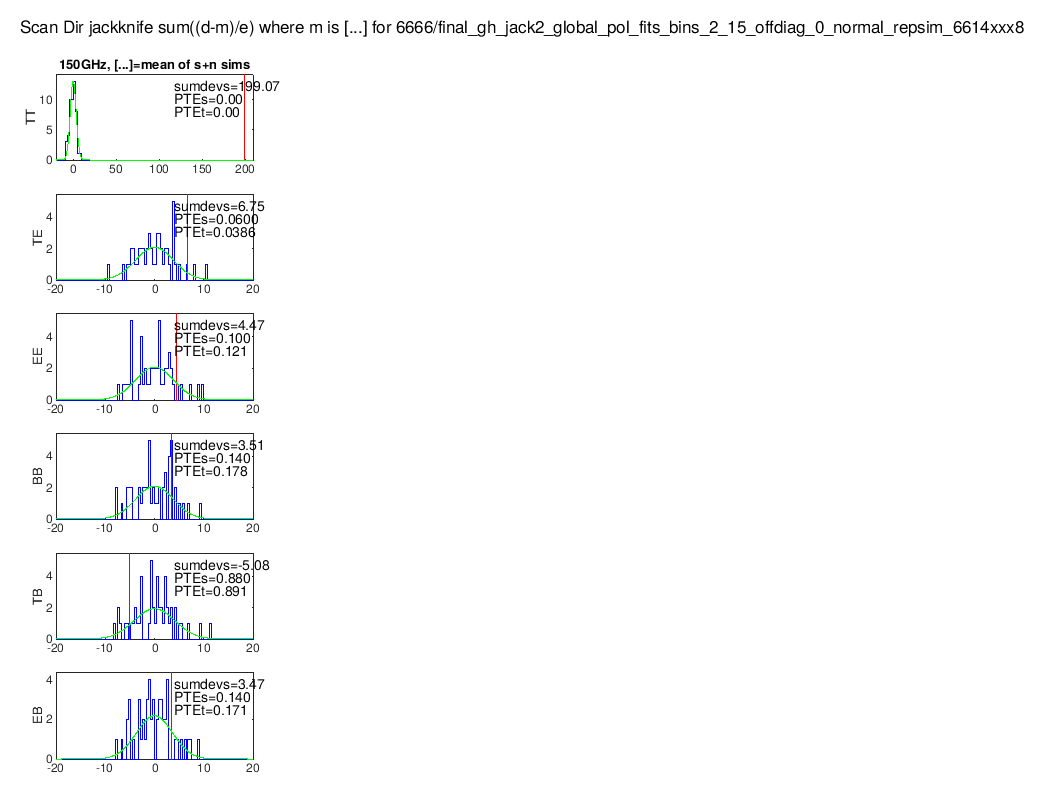 Scan Dir jackknife sum((d-m)/e) where m is [...] for 6666/final_gh_jack2_global_pol_fits_bins_2_15_offdiag_0_normal_repsim_6614xxx8
150GHz, [...]=mean of s+n sims
sumdevs=199.07
PTEs=0.00
PTEt=0.00
TT
10
5
0
0 50 100 150 200
sumdevs=6.75
PTEs=0.0600
PTEt=0.0386
TE
4
2
0
-20 -10 0 10 20
sumdevs=4.47
PTEs=0.100
PTEt=0.121
EE
4
2
0
-20 -10 0 10 20
sumdevs=3.51
PTEs=0.140
PTEt=0.178
BB
4
2
0
-20 -10 0 10 20
sumdevs=-5.08
PTEs=0.880
PTEt=0.891
TB
4
2
0
-20 -10 0 10 20
sumdevs=3.47
PTEs=0.140
PTEt=0.171
EB
4
2
0
-20 -10 0 10 20